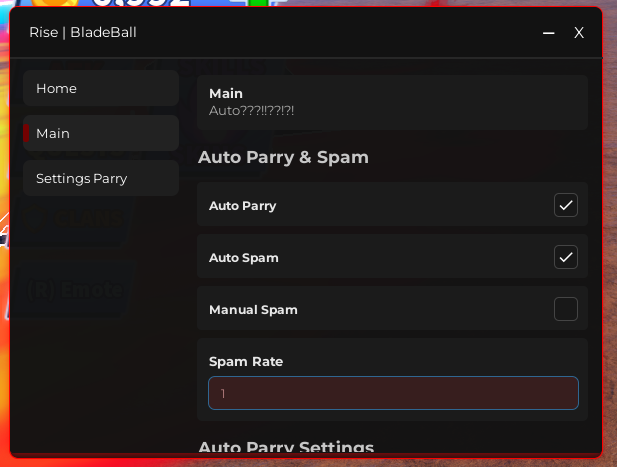 Rise | BladeBall
X
Home
Main
Settings Parry
Main
Auto???!!??!?!
Auto Parry & Spam
Auto Parry
Auto Spam
Manual Spam
Spam Rate
1
Auto Parry Settings
(R) Emote